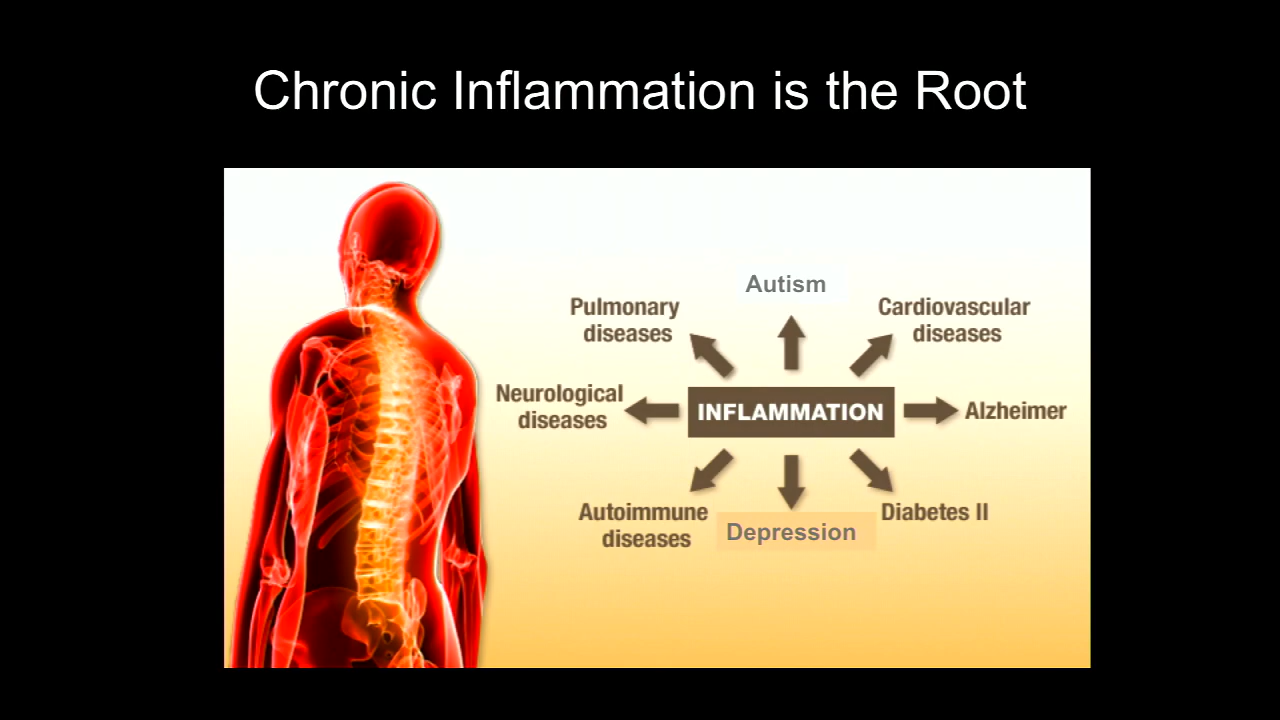 Chronic Inflammation is the Root
Autism
Pulmonary
diseases
Cardiovascular
diseases
Neurological
diseases
INFLAMMATION
Alzheimer
Autoimmune
diseases
Depression
Diabetes II